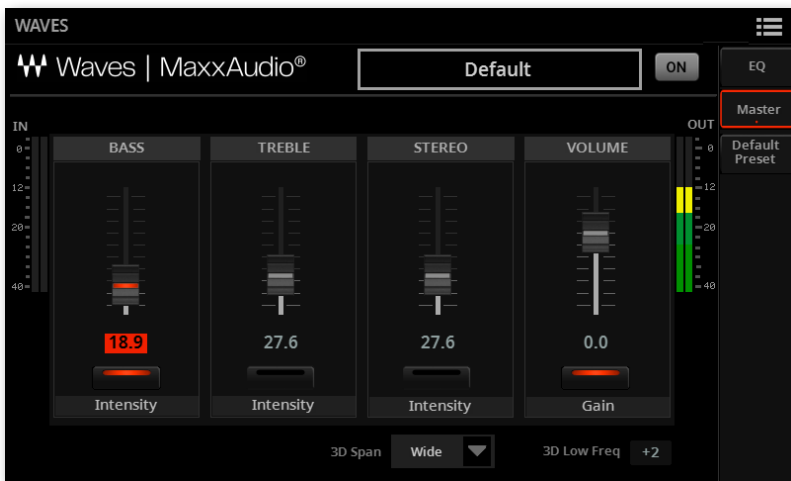 WAVES
Waves | MaxxAudio®
Default
ON
EQ
Master
Default
Preset
IN
OUT
0
12
20
40
0
12
20
40
BASS
TREBLE
STEREO
VOLUME
18.9
27.6
27.6
0.0
Intensity
Intensity
Intensity
Gain
3D Span
Wide
3D Low Freq
+2